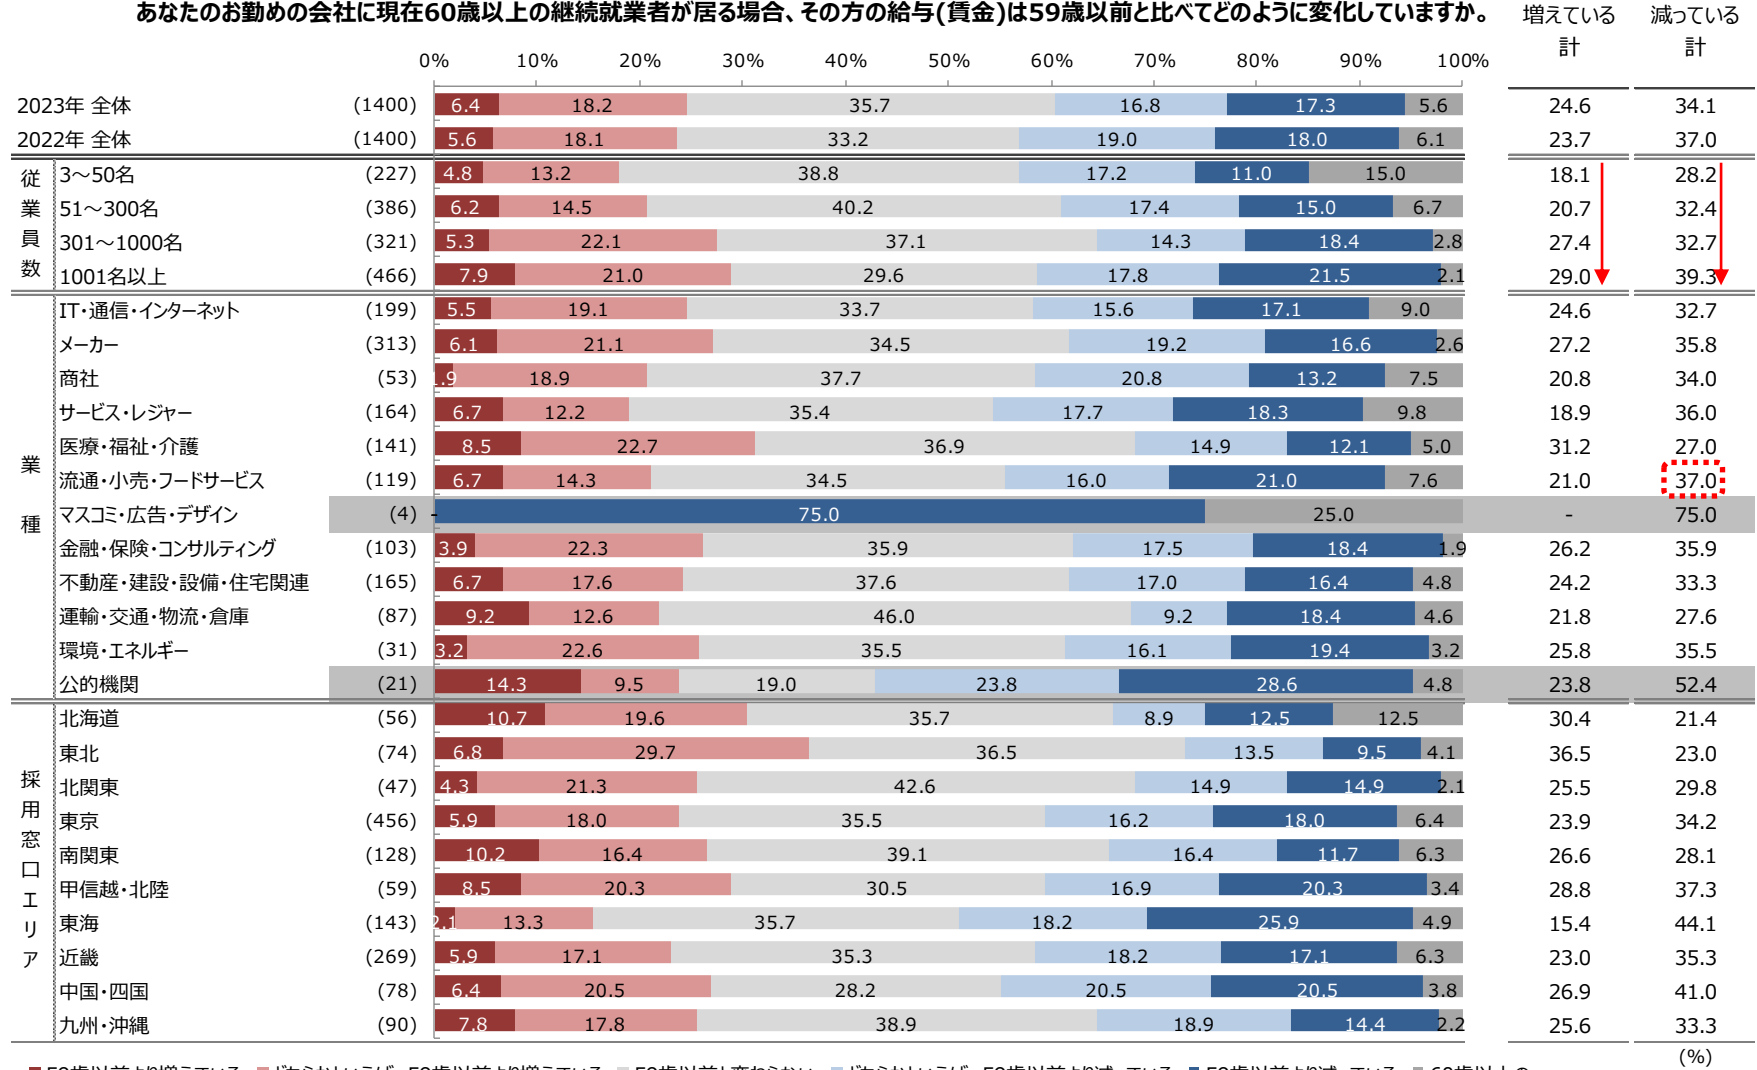 あなたのお勤めの会社に現在60歳以上の継続就業者が居る場合、その方の給与(賃金)は59歳以前と比べてどのように変化していますか。
増えている 計 減っている 計
0% 10% 20% 30% 40% 50% 60% 70% 80% 90% 100%
2023年 全体 (1400) 6.4 18.2 35.7 16.8 17.3 5.6 24.6 34.1
2022年 全体 (1400) 5.6 18.1 33.2 19.0 18.0 6.1 23.7 37.0
従業員数
3～50名 (227) 4.8 13.2 38.8 17.2 11.0 15.0 18.1 28.2
51～300名 (386) 6.2 14.5 40.2 17.4 15.0 6.7 20.7 32.4
301～1000名 (321) 5.3 22.1 37.1 14.3 18.4 2.8 27.4 32.7
1001名以上 (466) 7.9 21.0 29.6 17.8 21.5 2.1 29.0 39.3
業種
IT・通信・インターネット (199) 5.5 19.1 33.7 15.6 17.1 9.0 24.6 32.7
メーカー (313) 6.1 21.1 34.5 19.2 16.6 2.6 27.2 35.8
商社 (53) 1.9 18.9 37.7 20.8 13.2 7.5 20.8 34.0
サービス・レジャー (164) 6.7 12.2 35.4 17.7 18.3 9.8 18.9 36.0
医療・福祉・介護 (141) 8.5 22.7 36.9 14.9 12.1 5.0 31.2 27.0
流通・小売・フードサービス (119) 6.7 14.3 34.5 16.0 21.0 7.6 21.0 37.0
マスコミ・広告・デザイン (4) - 75.0 25.0 - 75.0
金融・保険・コンサルティング (103) 3.9 22.3 35.9 17.5 18.4 1.9 26.2 35.9
不動産・建設・設備・住宅関連 (165) 6.7 17.6 37.6 17.0 16.4 4.8 24.2 33.3
運輸・交通・物流・倉庫 (87) 9.2 12.6 46.0 9.2 18.4 4.6 21.8 27.6
環境・エネルギー (31) 3.2 22.6 35.5 16.1 19.4 3.2 25.8 35.5
公的機関 (21) 14.3 9.5 19.0 23.8 28.6 4.8 23.8 52.4
採用窓口エリア
北海道 (56) 10.7 19.6 35.7 8.9 12.5 12.5 30.4 21.4
東北 (74) 6.8 29.7 36.5 13.5 9.5 4.1 36.5 23.0
北関東 (47) 4.3 21.3 42.6 14.9 14.9 2.1 25.5 29.8
東京 (456) 5.9 18.0 35.5 16.2 18.0 6.4 23.9 34.2
南関東 (128) 10.2 16.4 39.1 16.4 11.7 6.3 26.6 28.1
甲信越・北陸 (59) 8.5 20.3 30.5 16.9 20.3 3.4 28.8 37.3
東海 (143) 2.1 13.3 35.7 18.2 25.9 4.9 15.4 44.1
近畿 (269) 5.9 17.1 35.3 18.2 17.1 6.3 23.0 35.3
中国・四国 (78) 6.4 20.5 28.2 20.5 20.5 3.8 26.9 41.0
九州・沖縄 (90) 7.8 17.8 38.9 18.9 14.4 2.2 25.6 33.3
(%)